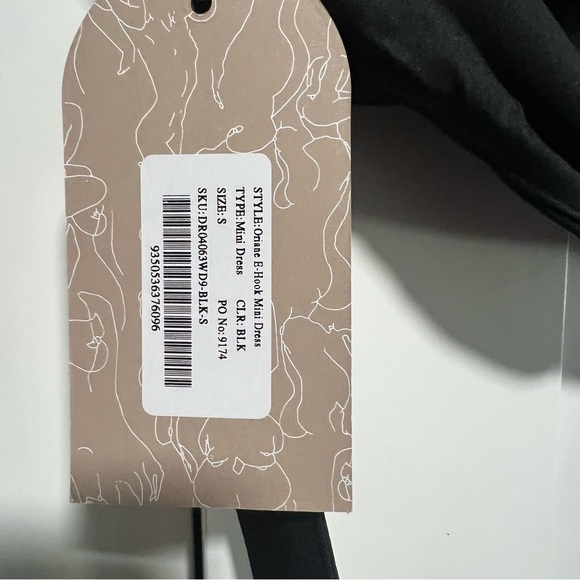 STYLE:Oriane E-Hook Mini Dress
TYPE:Mini Dress CLR: BLK
SIZE: S PO No:9174
SKU:DR04063WD9-BLK-S
9350536376096